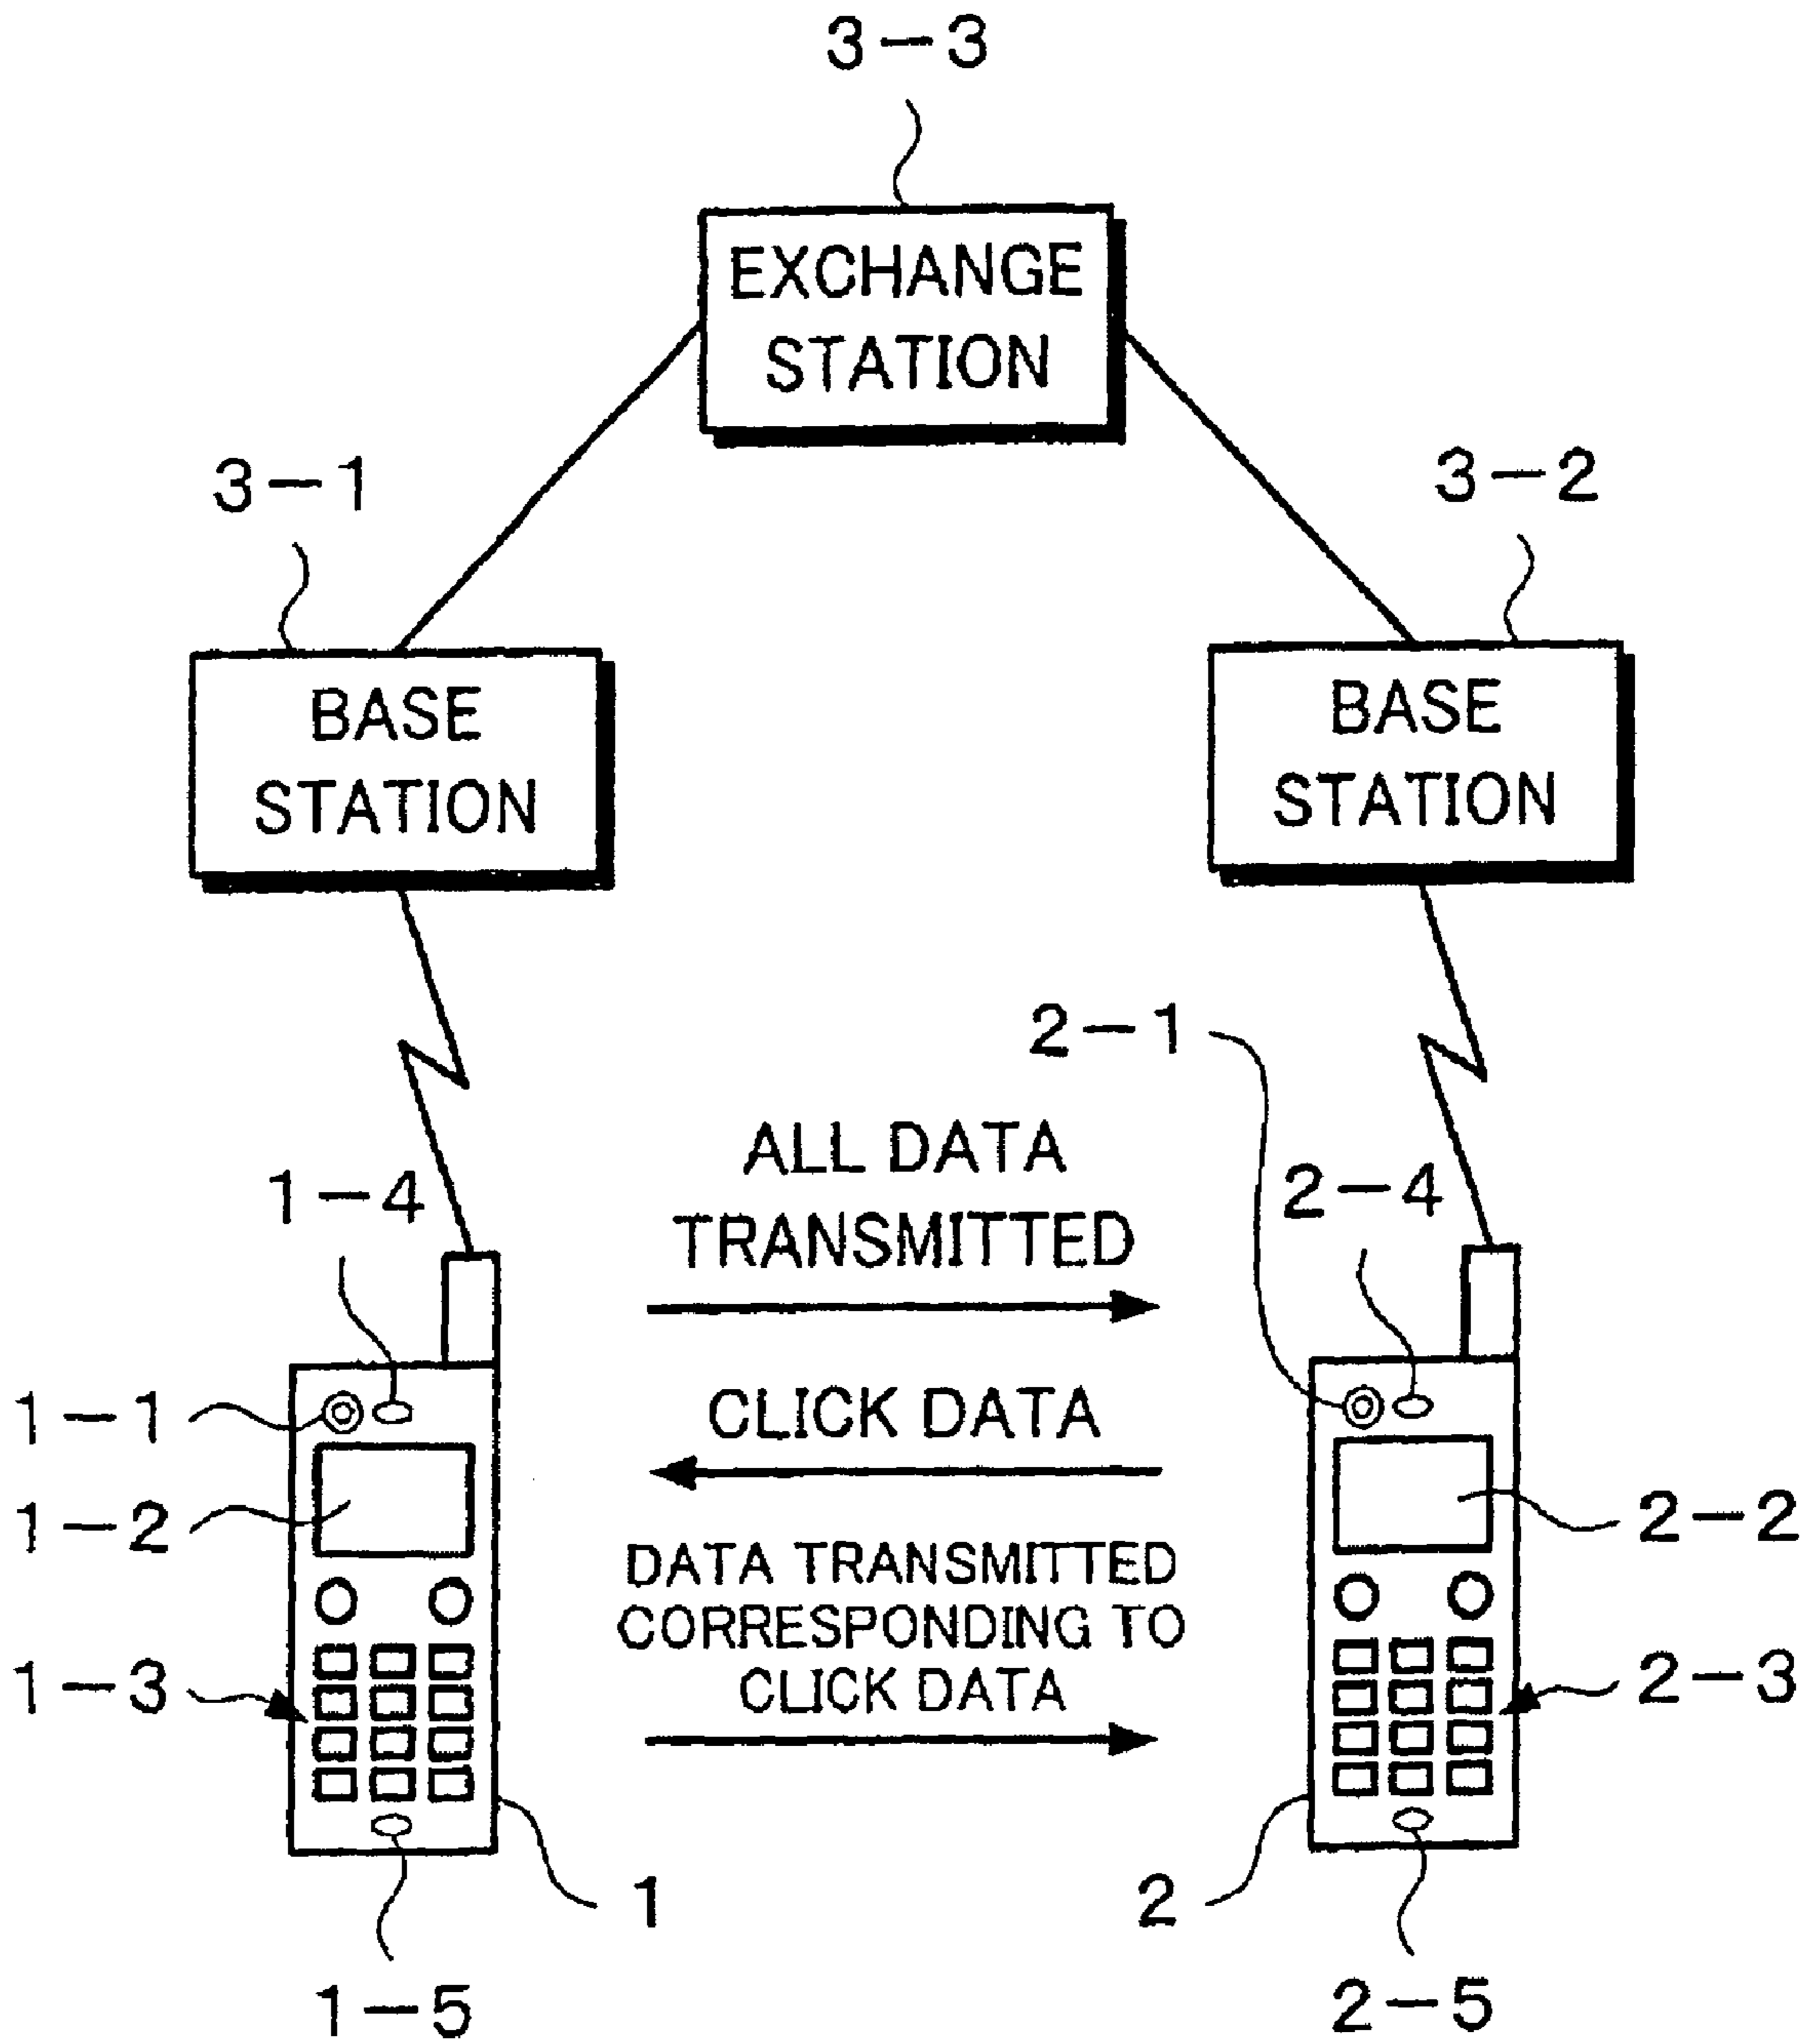 3-3
EXCHANGE
STATION
3-1
3-2
BASE
STATION
BASE
STATION
2-1
ALL DATA
TRANSMITTED
1-4
2-4
1-1
CLICK DATA
1-2
2-2
DATA TRANSMITTED
CORRESPONDING TO
CLICK DATA
1-3
2-3
1
2
1-5
2-5